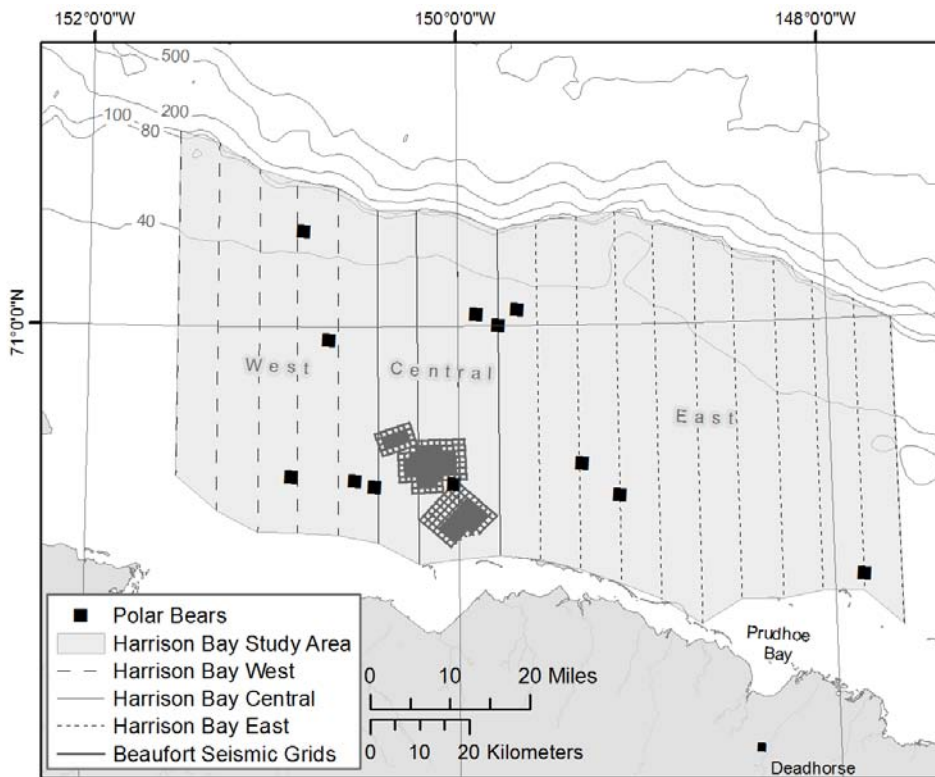 152°0'0"W
150°0'0"W
148°0'0"W
500
200
100
80
40
71°0'0"N
West
Central
East
Polar Bears
Harrison Bay Study Area
Harrison Bay West
Harrison Bay Central
Harrison Bay East
Beaufort Seismic Grids
0 10 20 Miles
0 10 20 Kilometers
Prudhoe
Bay
Deadhorse